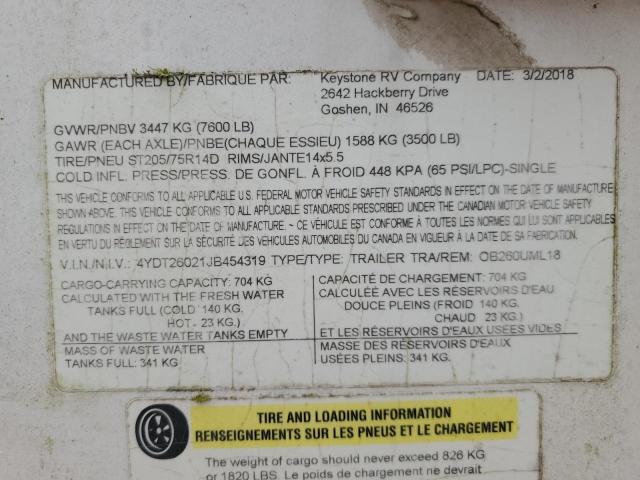 MANUFACTURED BY/FABRIQUE PAR: Keystone RV Company DATE: 3/2/2018
2642 Hackberry Drive
Goshen, IN 46526
GVWR/PNBV 3447 KG (7600 LB)
GAWR (EACH AXLE)/PNBE(CHAQUE ESSIEU) 1588 KG (3500 LB)
TIRE/PNEU ST205/75R14D RIMS/JANTE14x5.5
COLD INFL. PRESS/PRESS. DE GONFL. À FROID 448 KPA (65 PSI/LPC)-SINGLE
THIS VEHICLE CONFORMS TO ALL APPLICABLE U.S. FEDERAL MOTOR VEHICLE SAFETY STANDARDS IN EFFECT ON THE DATE OF MANUFACTURE
SHOWN ABOVE. THIS VEHICLE CONFORMS TO ALL APPLICABLE STANDARDS PRESCRIBED UNDER THE CANADIAN MOTOR VEHICLE SAFETY
REGULATIONS IN EFFECT ON THE DATE OF MANUFACTURE. ~ CE VÉHICULE EST CONFORME À TOUTES LES NORMES QUI LUI SONT APPLICABLES
EN VERTU DU RÈGLEMENT SUR LA SÉCURITÉ DES VÉHICULES AUTOMOBILES DU CANADA EN VIGUEUR À LA DATE DE SA FABRICATION.
V.I.N./N.I.V.: 4YDT26021JB454319 TYPE/TYPE: TRAILER TRA/REM: OB260UML18
CARGO-CARRYING CAPACITY: 704 KG
CALCULATED WITH THE FRESH WATER
TANKS FULL (COLD :140 KG.
HOT .: 23 KG.)
AND THE WASTE WATER TANKS EMPTY
MASS OF WASTE WATER
TANKS FULL: 341 KG.
CAPACITÉ DE CHARGEMENT: 704 KG
CALCULÉE AVEC LES RÉSERVOIRS D'EAU
DOUCE PLEINS (FROID 140 KG.
CHAUD 23 KG.)
ET LES RÉSERVOIRS D'EAUX USÉES VIDES
MASSE DES RÉSERVOIRS D'EAUX
USÉES PLEINS: 341 KG.
TIRE AND LOADING INFORMATION
RENSEIGNEMENTS SUR LES PNEUS ET LE CHARGEMENT
The weight of cargo should never exceed 826 KG
or 1820 LBS. Le poids de chargement ne devrait